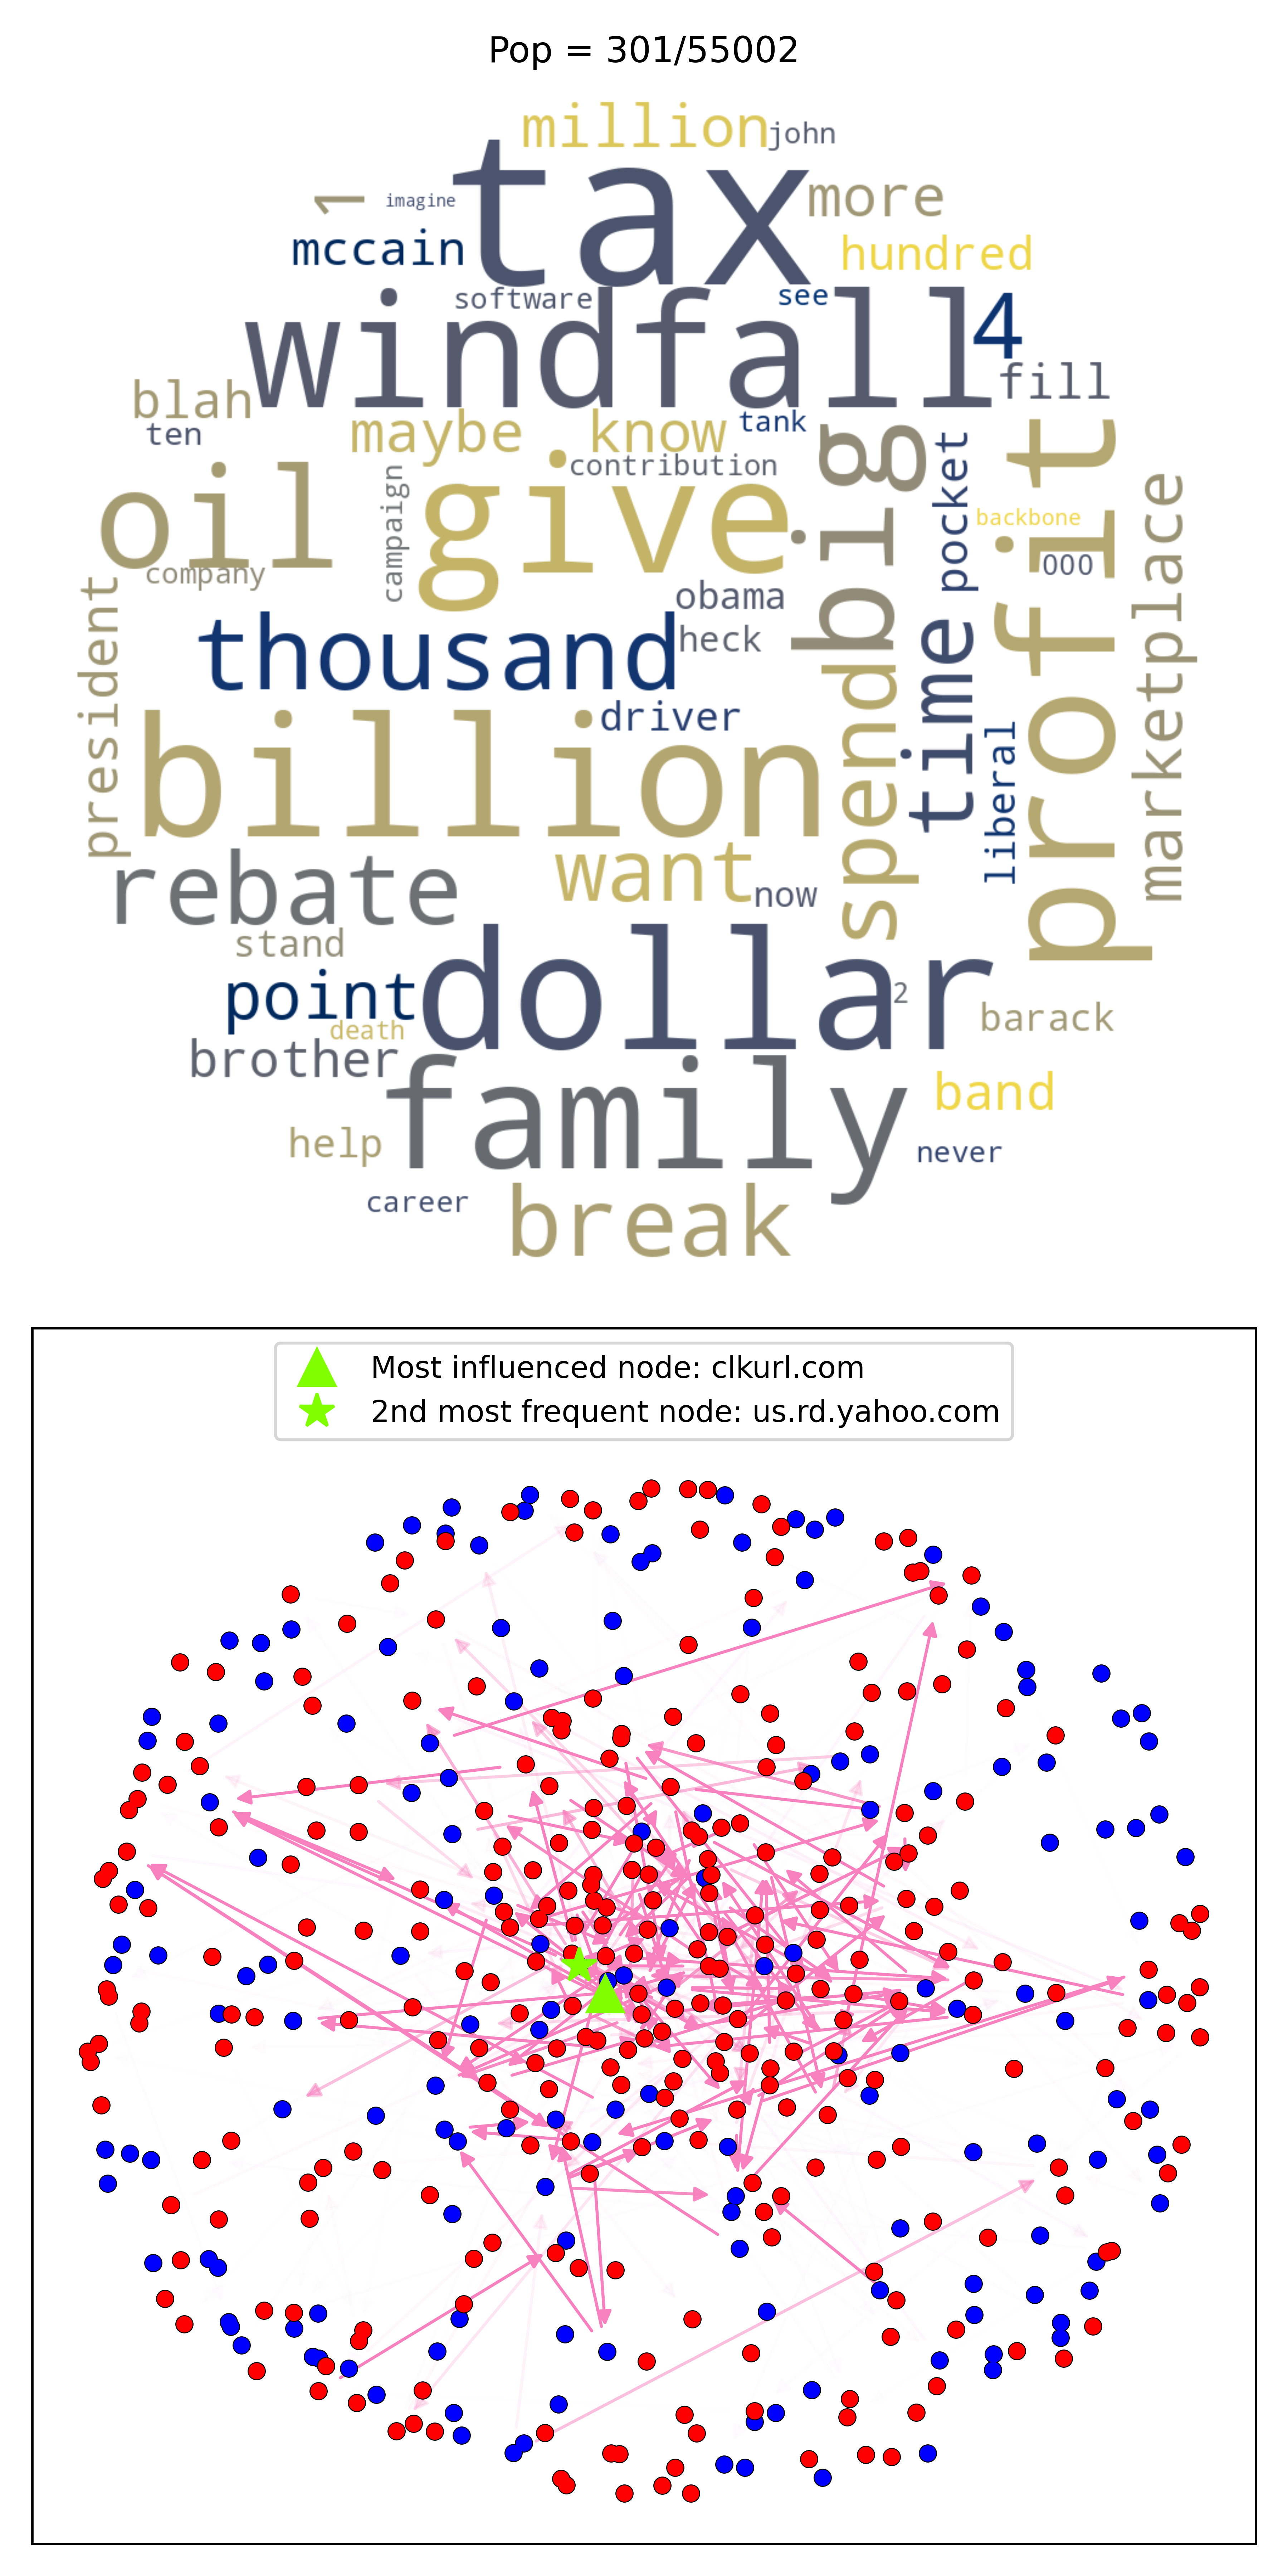 Pop = 301/55002
million
john
tax
1
imagine
more
mccain
hundred
software
see
windfall
4
fill
blah
ten
maybe
know
tank
big
pocket
profit
contribution
oil
campaign
give
backbone
marketplace
company
000
president
obama
thousand
heck
time
spend
driver
liberal
billion
rebate
want
now
stand
point
dollar
2
barack
death
brother
family
band
help
never
career
break
Most influenced node: clkurl.com
2nd most frequent node: us.rd.yahoo.com